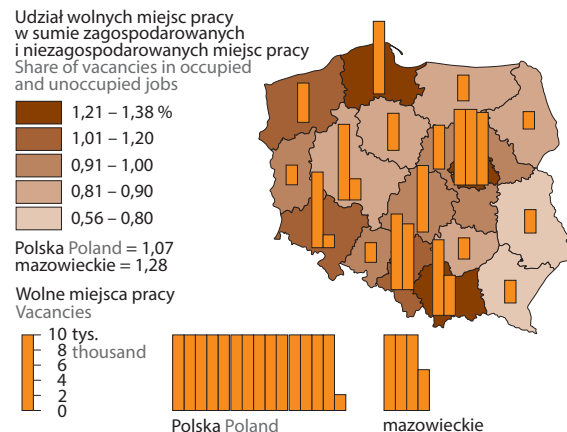 Udział wolnych miejsc pracy
w sumie zagospodarowanych
i niezagospodarowanych miejsc pracy
Share of vacancies in occupied
and unoccupied jobs
1,21 – 1,38 %
1,01 – 1,20
0,91 – 1,00
0,81 – 0,90
0,56 – 0,80
Polska Poland = 1,07
mazowieckie = 1,28
Wolne miejsca pracy
Vacancies
10 tys.
8 thousand
6
4
2
0
Polska Poland
mazowieckie